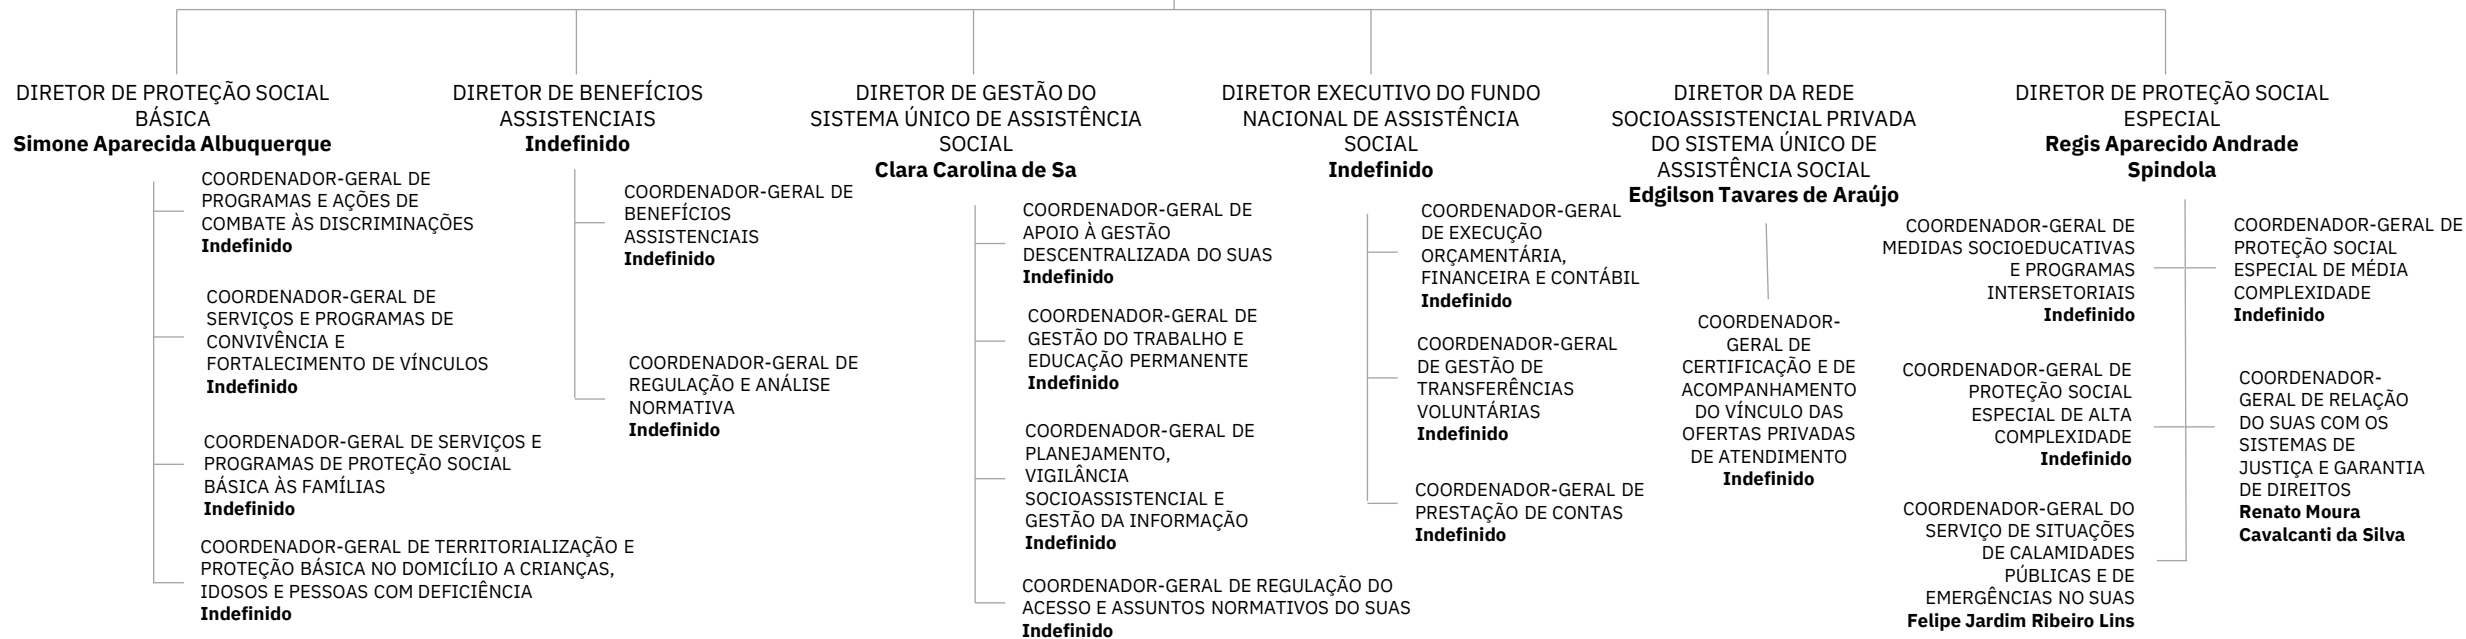 DIRETOR DE PROTEÇÃO SOCIAL
BÁSICA
Simone Aparecida Albuquerque
COORDENADOR-GERAL DE
PROGRAMAS E AÇÕES DE
COMBATE ÀS DISCRIMINAÇÕES
Indefinido
COORDENADOR-GERAL DE
SERVIÇOS E PROGRAMAS DE
CONVIVÊNCIA E
FORTALECIMENTO DE VÍNCULOS
Indefinido
COORDENADOR-GERAL DE SERVIÇOS E
PROGRAMAS DE PROTEÇÃO SOCIAL
BÁSICA ÀS FAMÍLIAS
Indefinido
COORDENADOR-GERAL DE TERRITORIALIZAÇÃO E
PROTEÇÃO BÁSICA NO DOMICÍLIO A CRIANÇAS,
IDOSOS E PESSOAS COM DEFICIÊNCIA
Indefinido
DIRETOR DE BENEFÍCIOS
ASSISTENCIAIS
Indefinido
COORDENADOR-GERAL DE
BENEFÍCIOS
ASSISTENCIAIS
Indefinido
COORDENADOR-GERAL DE
REGULAÇÃO E ANÁLISE
NORMATIVA
Indefinido
DIRETOR DE GESTÃO DO
SISTEMA ÚNICO DE ASSISTÊNCIA
SOCIAL
Clara Carolina de Sa
COORDENADOR-GERAL DE
APOIO À GESTÃO
DESCENTRALIZADA DO SUAS
Indefinido
COORDENADOR-GERAL DE
GESTÃO DO TRABALHO E
EDUCAÇÃO PERMANENTE
Indefinido
COORDENADOR-GERAL DE
PLANEJAMENTO,
VIGILÂNCIA
SOCIOASSISTENCIAL E
GESTÃO DA INFORMAÇÃO
Indefinido
COORDENADOR-GERAL DE REGULAÇÃO DO
ACESSO E ASSUNTOS NORMATIVOS DO SUAS
Indefinido
DIRETOR EXECUTIVO DO FUNDO
NACIONAL DE ASSISTÊNCIA
SOCIAL
Indefinido
COORDENADOR-GERAL
DE EXECUÇÃO
ORÇAMENTÁRIA,
FINANCEIRA E CONTÁBIL
Indefinido
COORDENADOR-GERAL
DE GESTÃO DE
TRANSFERÊNCIAS
VOLUNTÁRIAS
Indefinido
COORDENADOR-GERAL DE
PRESTAÇÃO DE CONTAS
Indefinido
DIRETOR DA REDE
SOCIOASSISTENCIAL PRIVADA
DO SISTEMA ÚNICO DE
ASSISTÊNCIA SOCIAL
Edgilson Tavares de Araújo
COORDENADOR-
GERAL DE
CERTIFICAÇÃO E DE
ACOMPANHAMENTO
DO VÍNCULO DAS
OFERTAS PRIVADAS
DE ATENDIMENTO
Indefinido
DIRETOR DE PROTEÇÃO SOCIAL
ESPECIAL
Regis Aparecido Andrade
Spindola
COORDENADOR-GERAL DE
MEDIDAS SOCIOEDUCATIVAS
E PROGRAMAS
INTERSETORIAIS
Indefinido
COORDENADOR-GERAL DE
PROTEÇÃO SOCIAL
ESPECIAL DE ALTA
COMPLEXIDADE
Indefinido
COORDENADOR-GERAL DO
SERVIÇO DE SITUAÇÕES
DE CALAMIDADES
PÚBLICAS E DE
EMERGÊNCIAS NO SUAS
Felipe Jardim Ribeiro Lins
COORDENADOR-GERAL DE
PROTEÇÃO SOCIAL
ESPECIAL DE MÉDIA
COMPLEXIDADE
Indefinido
COORDENADOR-
GERAL DE RELAÇÃO
DO SUAS COM OS
SISTEMAS DE
JUSTIÇA E GARANTIA
DE DIREITOS
Renato Moura
Cavalcanti da Silva